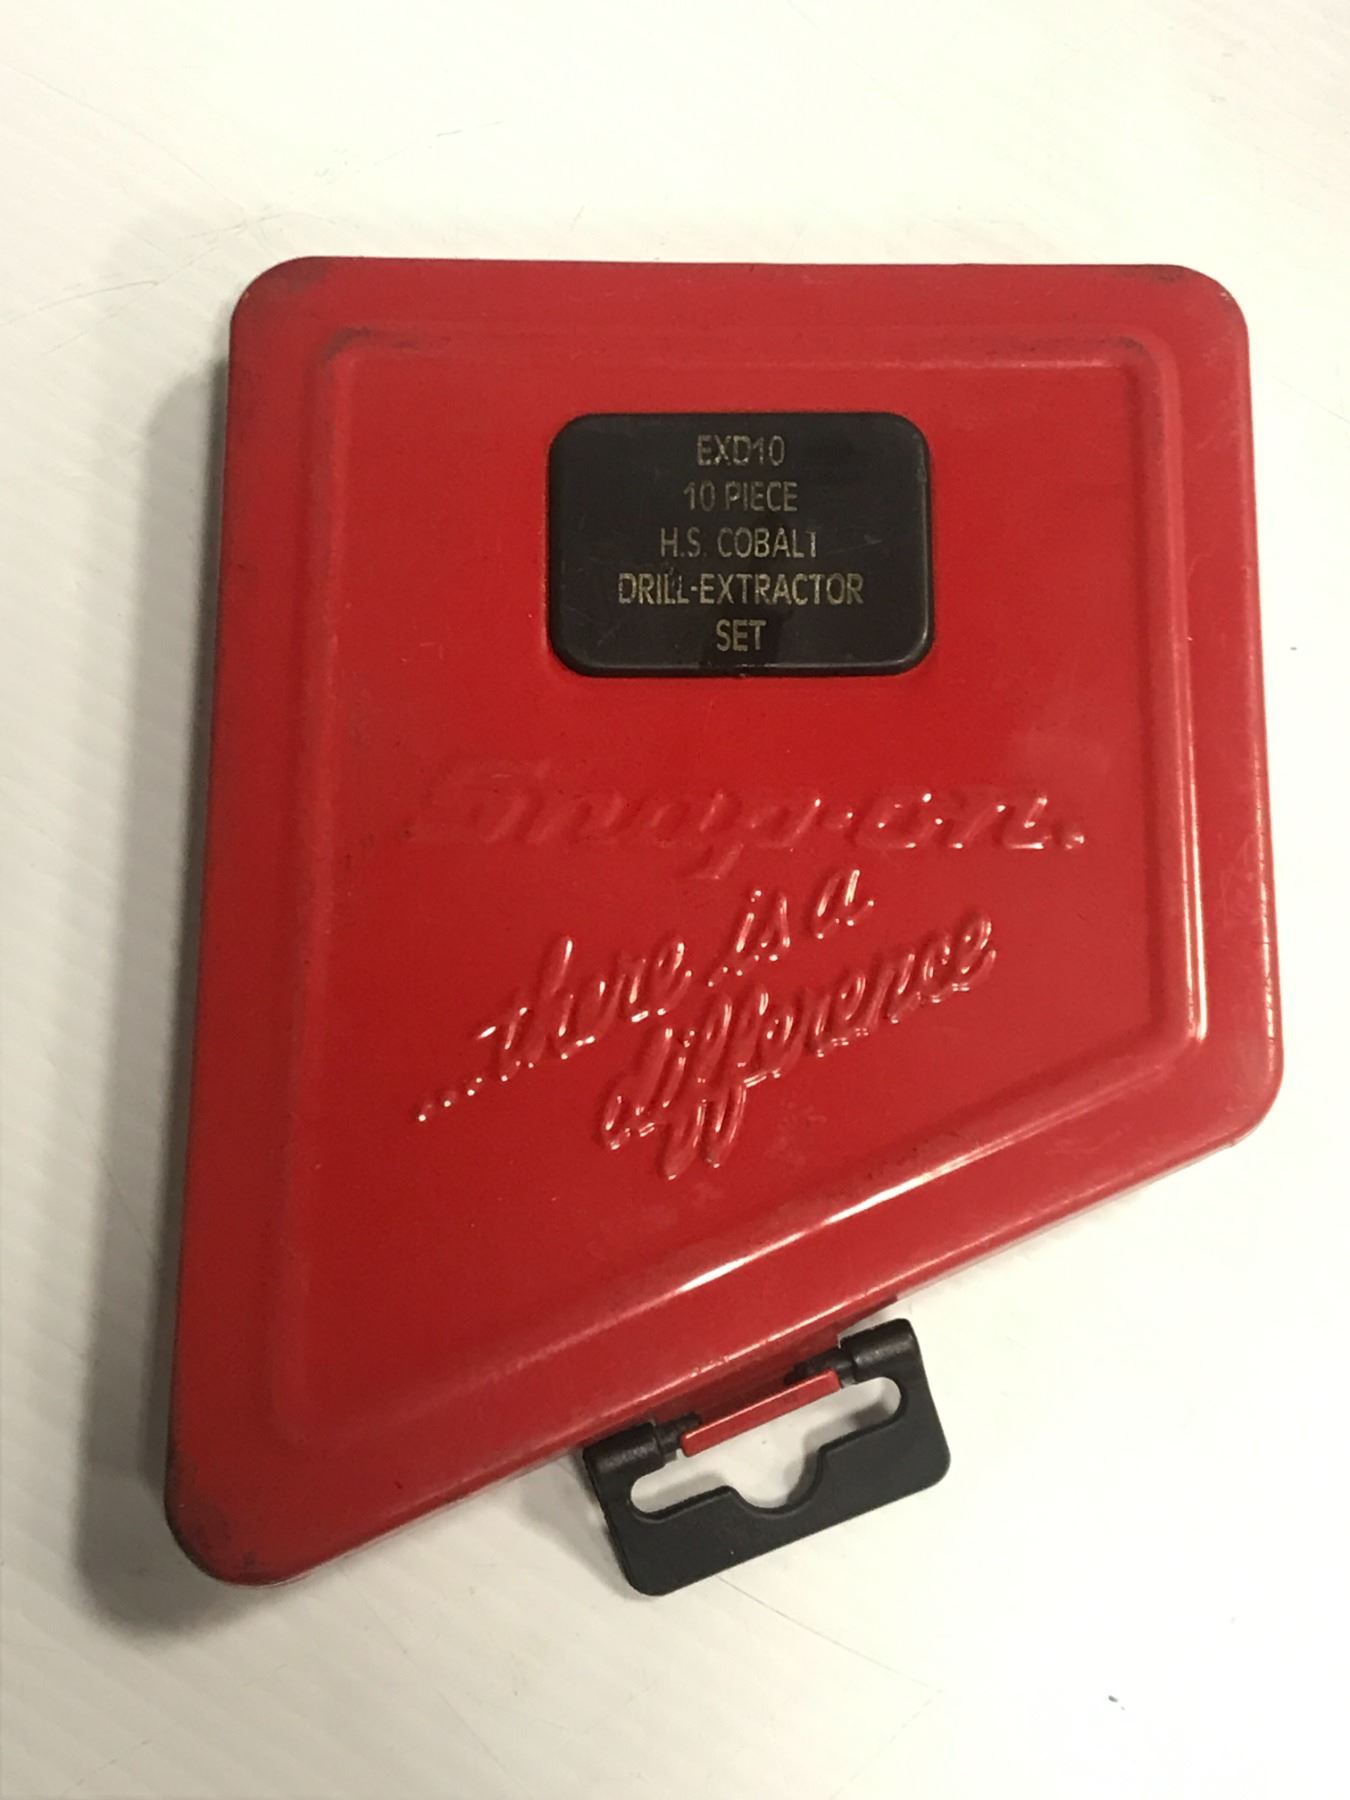 EXD10
10 PIECE
H.S. COBALT
DRILL-EXTRACTOR
SET
Snap-on.
...there is a
difference